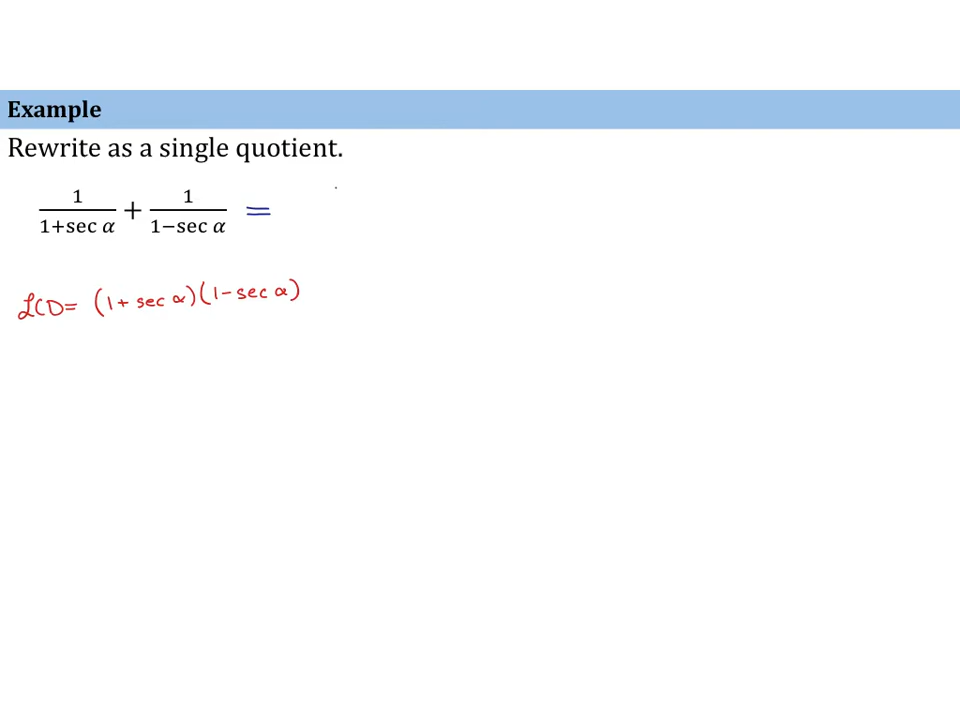 Example
Rewrite as a single quotient.
1/(1+sec α) + 1/(1−sec α) =
LCD= (1+ sec α)(1- sec α)